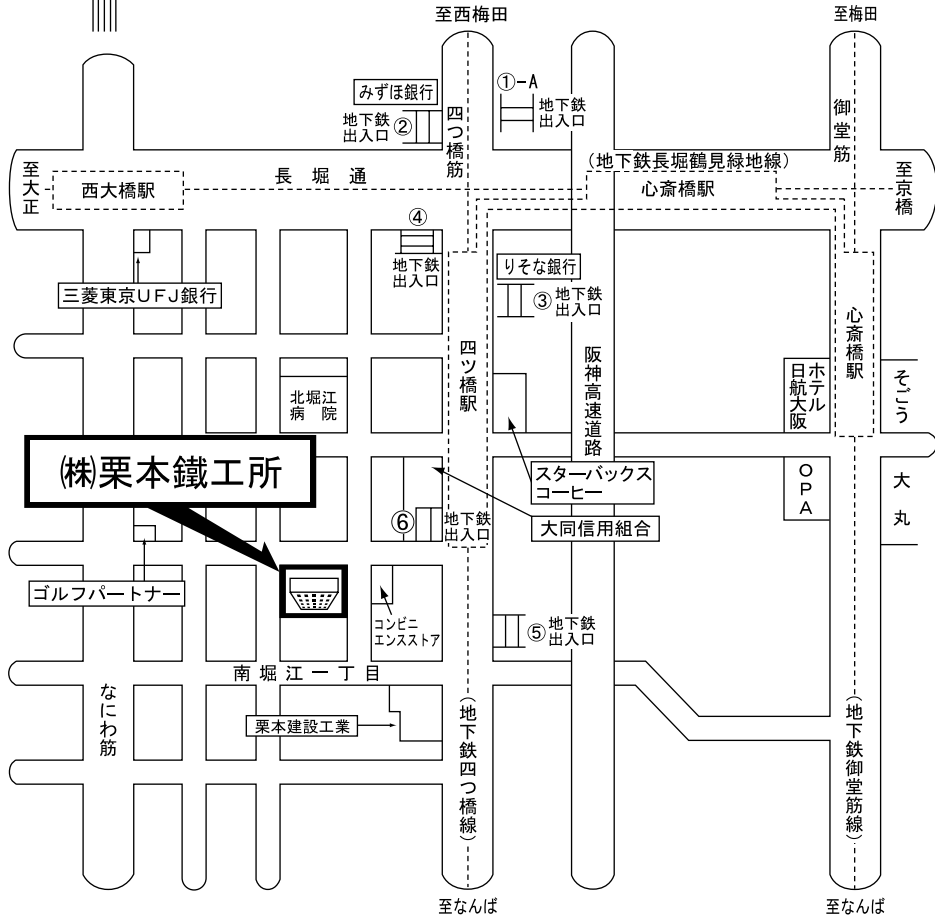 至西梅田
至梅田
①-A
みずほ銀行
地下鉄
出入口
②
地下鉄
出入口
四つ橋筋
御堂筋
(地下鉄長堀鶴見緑地線)
至大正
西大橋駅
長堀通
心斎橋駅
至京橋
④
地下鉄
出入口
りそな銀行
③
地下鉄
出入口
三菱東京UFJ銀行
四ツ橋駅
阪神高速道路
心斎橋駅
北堀江
病院
ホテル
日航大阪
そごう
㈱栗本鐵工所
スターバックス
コーヒー
OPA
大丸
⑥
地下鉄
出入口
大同信用組合
ゴルフパートナー
コンビニ
エンスストア
⑤
地下鉄
出入口
南堀江一丁目
なにわ筋
栗本建設工業
(地下鉄四つ橋線)
(地下鉄御堂筋線)
至なんば
至なんば